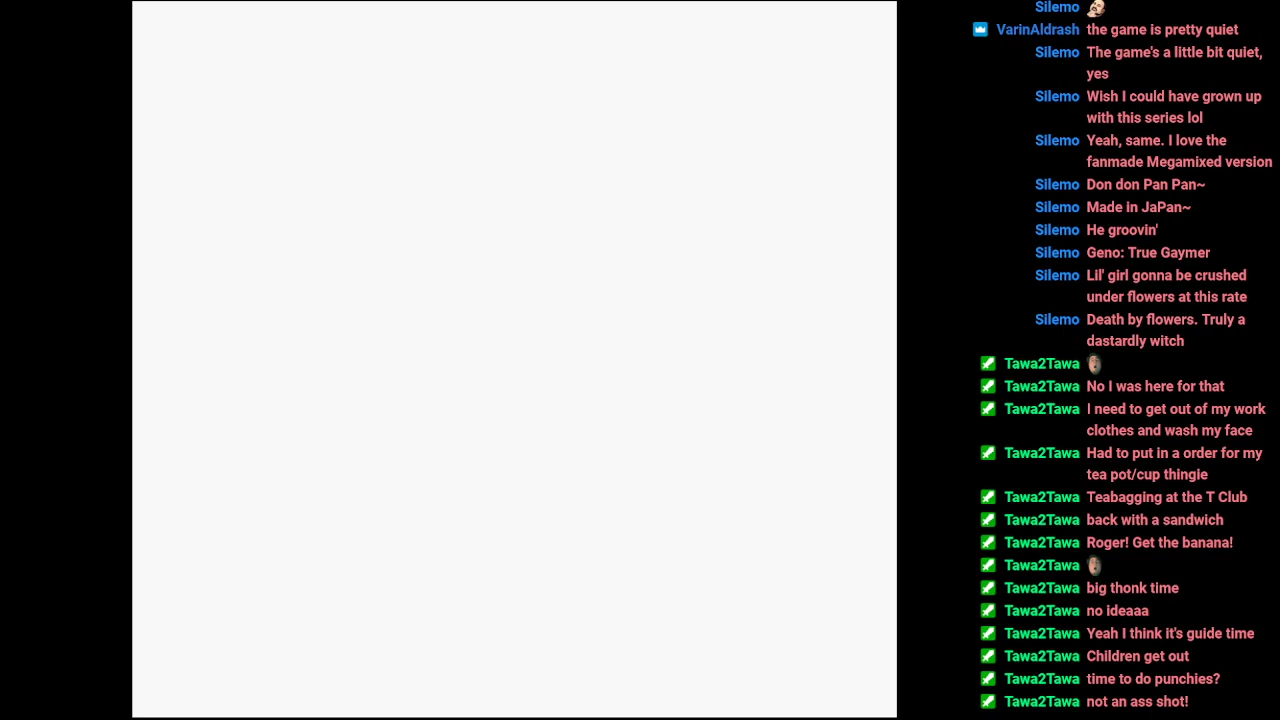 Silemo
VarinAldrash the game is pretty quiet
Silemo The game's a little bit quiet,
yes
Silemo Wish I could have grown up
with this series lol
Silemo Yeah, same. I love the
fanmade Megamixed version
Silemo Don don Pan Pan~
Silemo Made in JaPan~
Silemo He groovin'
Silemo Geno: True Gaymer
Silemo Lil' girl gonna be crushed
under flowers at this rate
Silemo Death by flowers. Truly a
dastardly witch
Tawa2Tawa
Tawa2Tawa No I was here for that
Tawa2Tawa I need to get out of my work
clothes and wash my face
Tawa2Tawa Had to put in a order for my
tea pot/cup thingie
Tawa2Tawa Teabagging at the T Club
Tawa2Tawa back with a sandwich
Tawa2Tawa Roger! Get the banana!
Tawa2Tawa
Tawa2Tawa big thonk time
Tawa2Tawa no ideaaa
Tawa2Tawa Yeah I think it's guide time
Tawa2Tawa Children get out
Tawa2Tawa time to do punchies?
Tawa2Tawa not an ass shot!